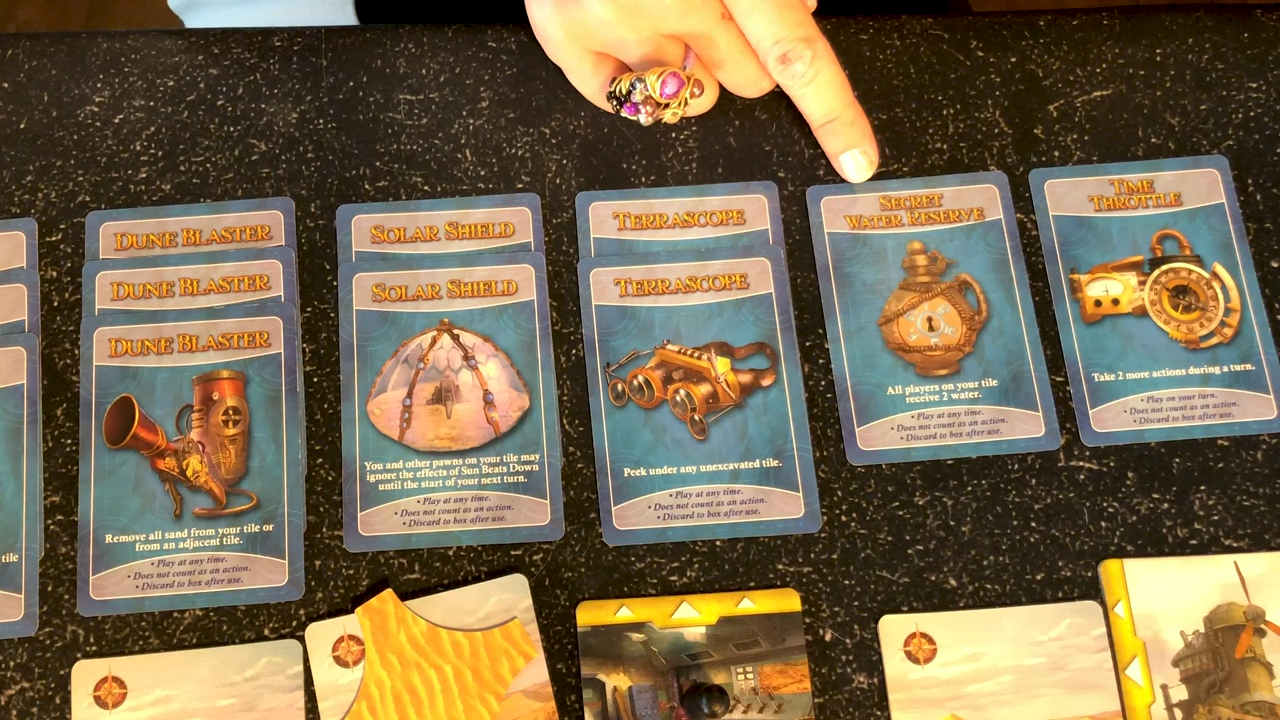 tile
DUNE BLASTER
DUNE BLASTER
DUNE BLASTER
Remove all sand from your tile or
from an adjacent tile.
• Play at any time.
• Does not count as an action.
• Discard to box after use.
SOLAR SHIELD
SOLAR SHIELD
You and other pawns on your tile may
ignore the effects of Sun Beats Down
until the start of your next turn.
• Play at any time.
• Does not count as an action.
• Discard to box after use.
TERRASCOPE
TERRASCOPE
Peek under any unexcavated tile.
• Play at any time.
• Does not count as an action.
• Discard to box after use.
SECRET
WATER RESERVE
All players on your tile
receive 2 water.
• Play at any time.
• Does not count as an action.
• Discard to box after use.
TIME
THROTTLE
Take 2 more actions during a turn.
• Play on your turn.
• Does not count as an action.
• Discard to box after use.